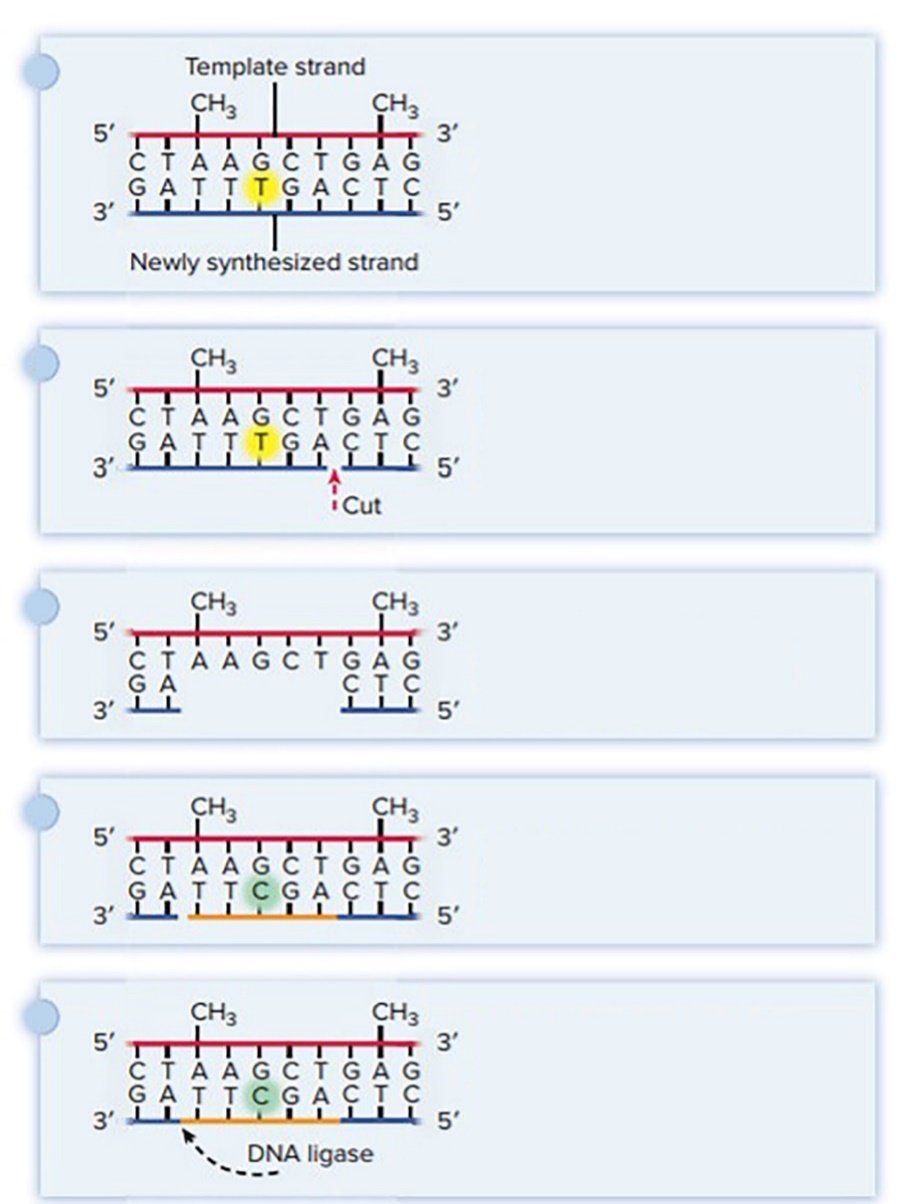 Template strand
CH3 CH3
5′ 3′
C T A A G C T G A G
G A T T T G A C T C
3′ 5′
Newly synthesized strand
CH3 CH3
5′ 3′
C T A A G C T G A G
G A T T T G A C T C
3′ 5′
Cut
CH3 CH3
5′ 3′
C T A A G C T G A G
G A C T C
3′ 5′
CH3 CH3
5′ 3′
C T A A G C T G A G
G A T T C G A C T C
3′ 5′
CH3 CH3
5′ 3′
C T A A G C T G A G
G A T T C G A C T C
3′ 5′
DNA ligase